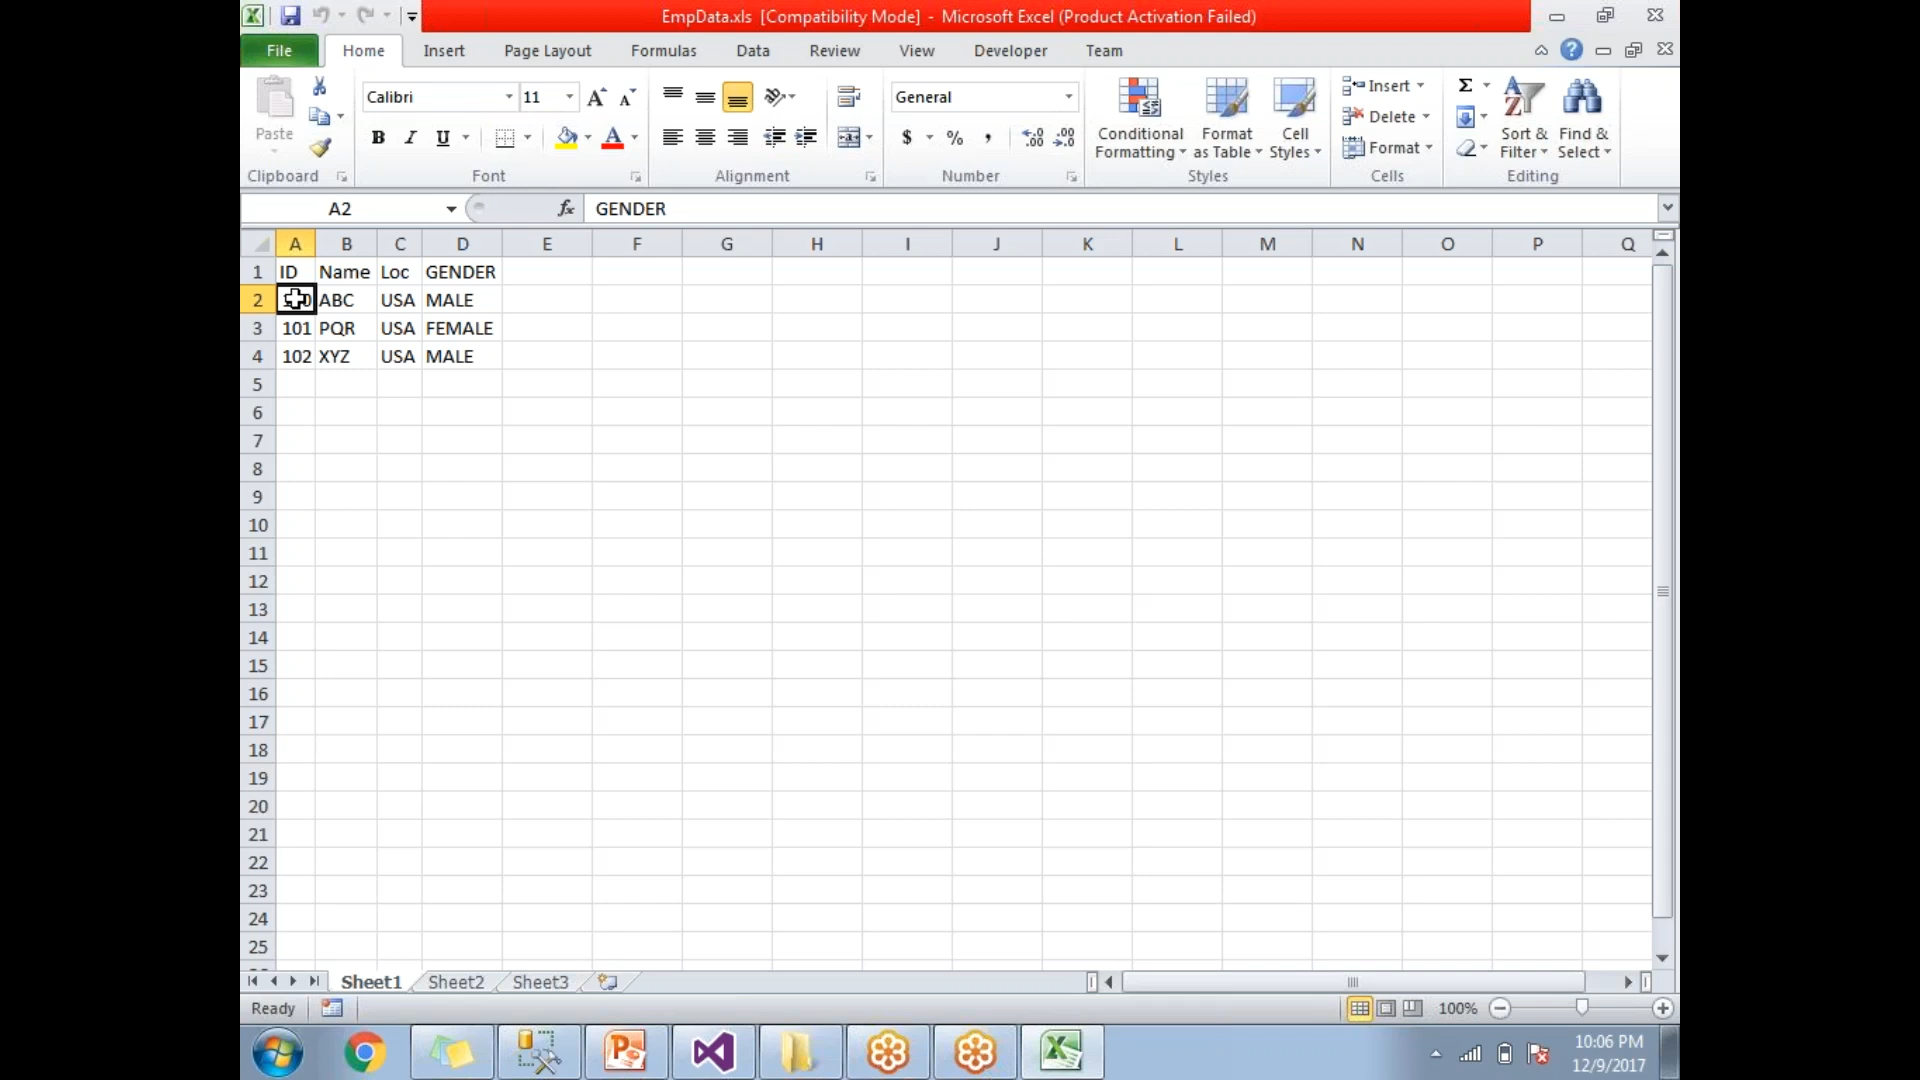 EmpData.xls [Compatibility Mode] - Microsoft Excel (Product Activation Failed)
File Home Insert Page Layout Formulas Data Review View Developer Team
Calibri 11 General
Paste
B I U $ % ,
Conditional Formatting
Format as Table
Cell Styles
Insert
Delete
Format
Σ
Sort & Filter
Find & Select
Clipboard Font Alignment Number Styles Cells Editing
A2 fx GENDER
A B C D E F G H I J K L M N O P Q
1 ID Name Loc GENDER
2 ABC USA MALE
3 101 PQR USA FEMALE
4 102 XYZ USA MALE
5
6
7
8
9
10
11
12
13
14
15
16
17
18
19
20
21
22
23
24
25
Sheet1 Sheet2 Sheet3
Ready 100%
10:06 PM
12/9/2017